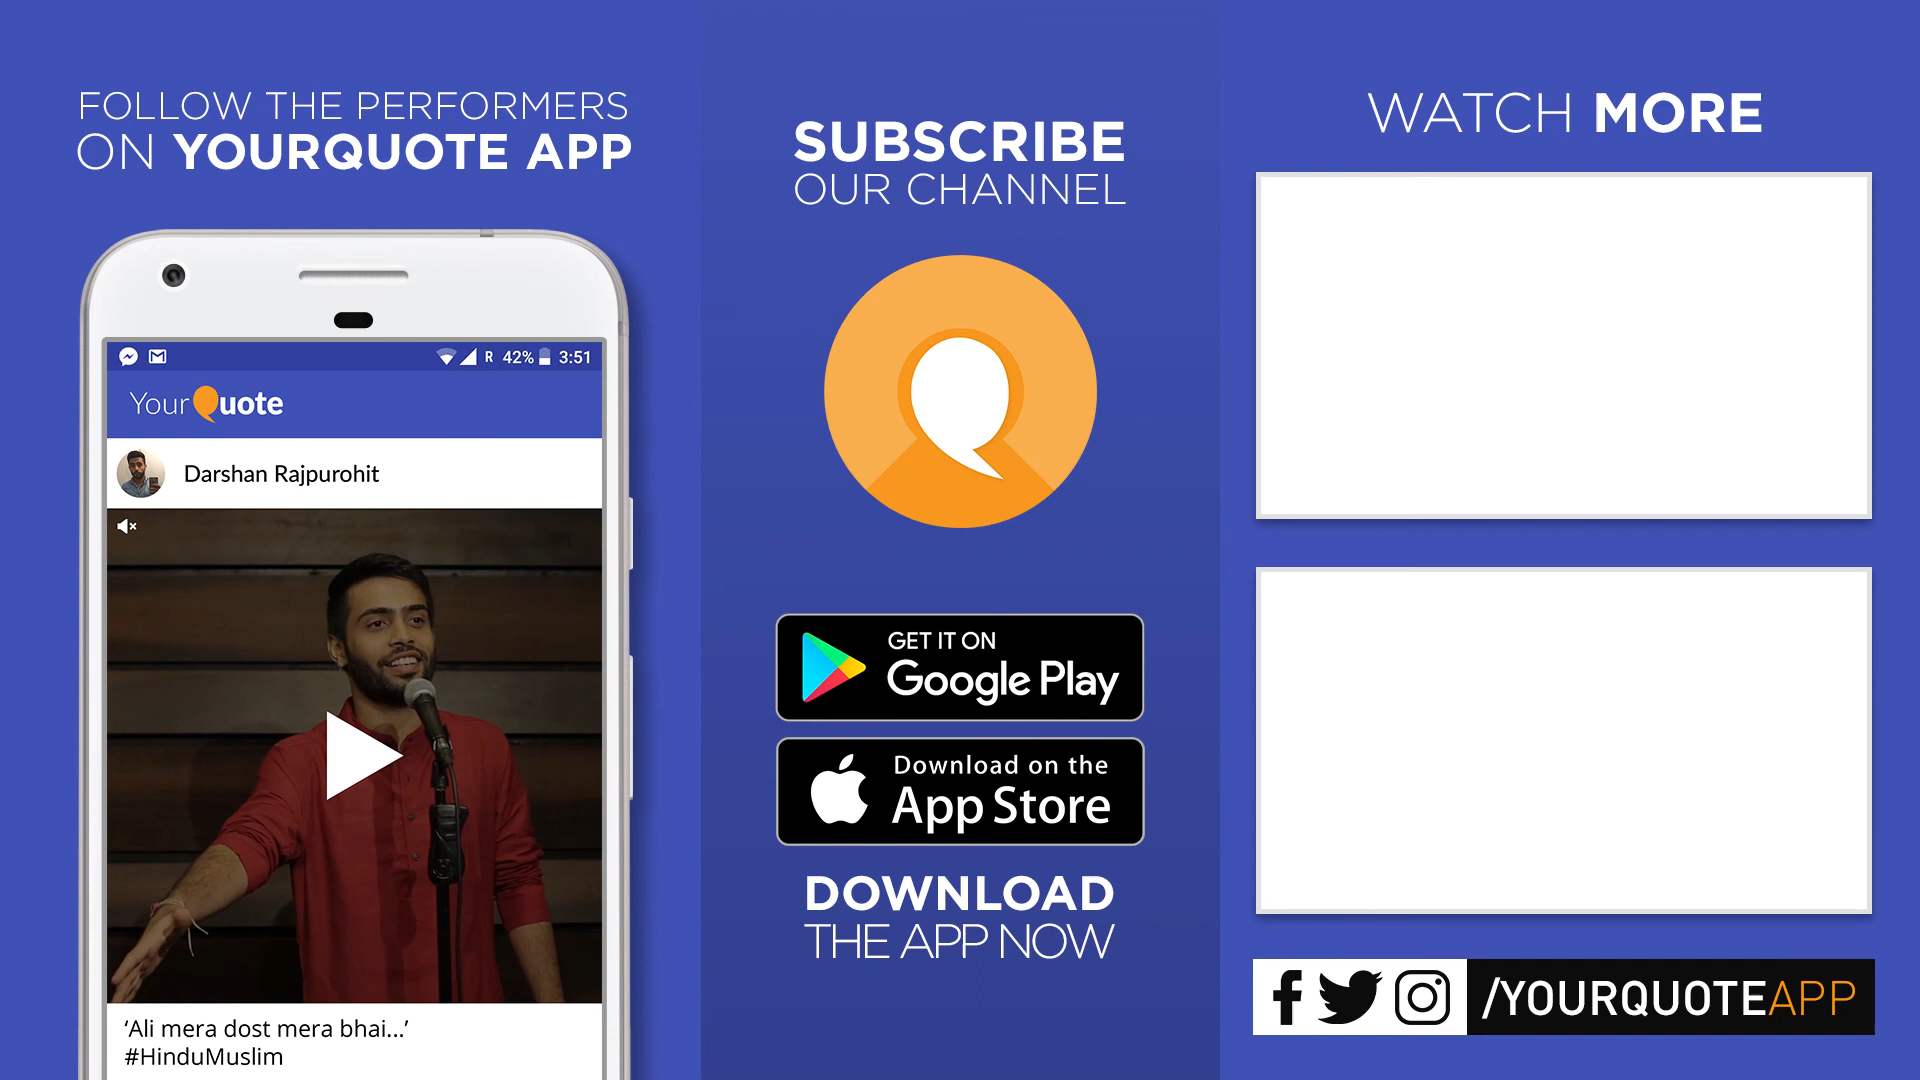 FOLLOW THE PERFORMERS
ON YOURQUOTE APP
R 42% 3:51
YourQuote
Darshan Rajpurohit
‘Ali mera dost mera bhai...’
#HinduMuslim
SUBSCRIBE
OUR CHANNEL
GET IT ON
Google Play
Download on the
App Store
DOWNLOAD
THE APP NOW
WATCH MORE
/YOURQUOTEAPP